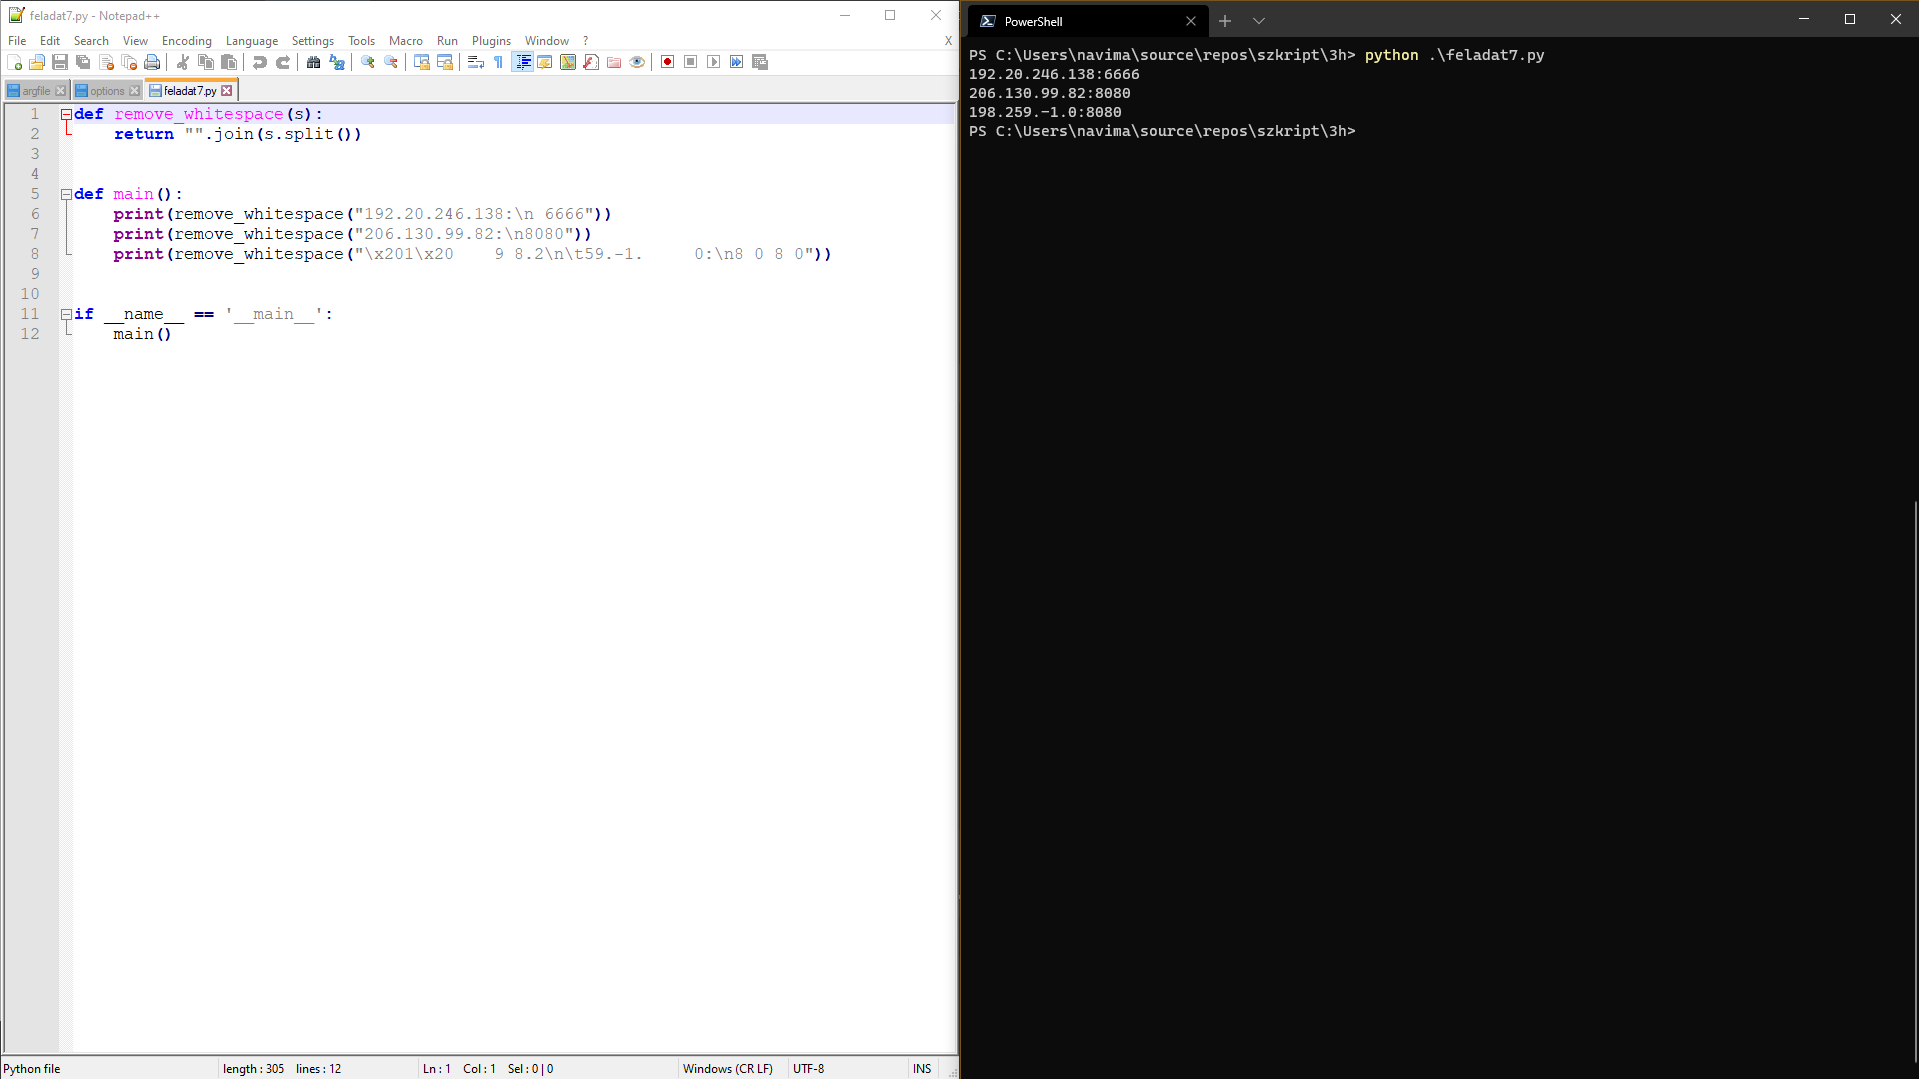 feladat7.py - Notepad++
File Edit Search View Encoding Language Settings Tools Macro Run Plugins Window ? X
argfile options feladat7.py
1 def remove_whitespace(s):
2     return "".join(s.split())
3
4
5 def main():
6     print(remove_whitespace("192.20.246.138:\n 6666"))
7     print(remove_whitespace("206.130.99.82:\n8080"))
8     print(remove_whitespace("\x201\x20    9 8.2\n\t59.-1.     0:\n8 0 8 0"))
9
10
11 if __name__ == '__main__':
12     main()
Python file length : 305 lines : 12 Ln : 1 Col : 1 Sel : 0 | 0 Windows (CR LF) UTF-8 INS
PowerShell
PS C:\Users\navima\source\repos\szkript\3h> python .\feladat7.py
192.20.246.138:6666
206.130.99.82:8080
198.259.-1.0:8080
PS C:\Users\navima\source\repos\szkript\3h>